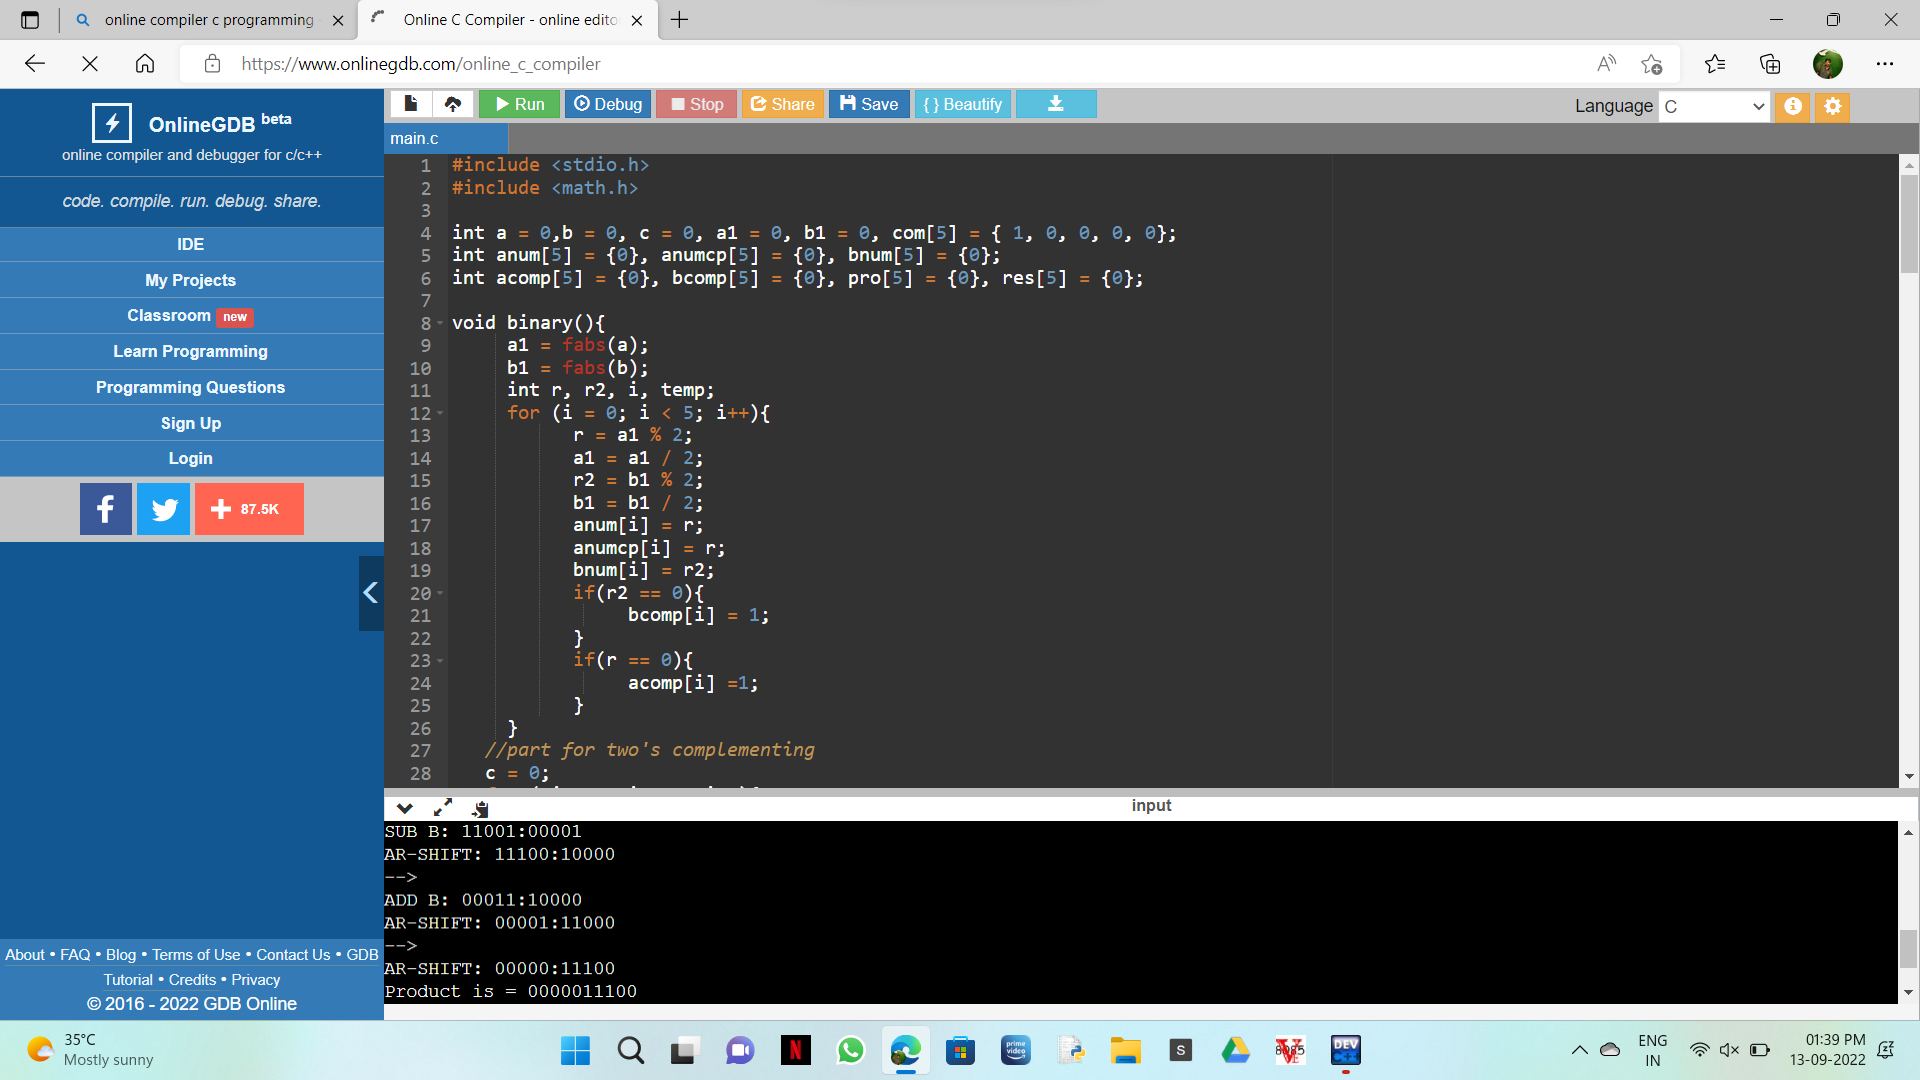 online compiler c programming
Online C Compiler - online edito
https://www.onlinegdb.com/online_c_compiler
OnlineGDB beta
online compiler and debugger for c/c++
code. compile. run. debug. share.
IDE
My Projects
Classroom new
Learn Programming
Programming Questions
Sign Up
Login
87.5K
About • FAQ • Blog • Terms of Use • Contact Us • GDB
Tutorial • Credits • Privacy
© 2016 - 2022 GDB Online
Run Debug Stop Share Save {} Beautify
Language C
main.c
1 #include <stdio.h>
2 #include <math.h>
3
4 int a = 0,b = 0, c = 0, a1 = 0, b1 = 0, com[5] = { 1, 0, 0, 0, 0};
5 int anum[5] = {0}, anumcp[5] = {0}, bnum[5] = {0};
6 int acomp[5] = {0}, bcomp[5] = {0}, pro[5] = {0}, res[5] = {0};
7
8 void binary(){
9 a1 = fabs(a);
10 b1 = fabs(b);
11 int r, r2, i, temp;
12 for (i = 0; i < 5; i++){
13 r = a1 % 2;
14 a1 = a1 / 2;
15 r2 = b1 % 2;
16 b1 = b1 / 2;
17 anum[i] = r;
18 anumcp[i] = r;
19 bnum[i] = r2;
20 if(r2 == 0){
21 bcomp[i] = 1;
22 }
23 if(r == 0){
24 acomp[i] =1;
25 }
26 }
27 //part for two's complementing
28 c = 0;
input
SUB B: 11001:00001
AR-SHIFT: 11100:10000
-->
ADD B: 00011:10000
AR-SHIFT: 00001:11000
-->
AR-SHIFT: 00000:11100
Product is = 0000011100
35°C
Mostly sunny
N
prime video
S
8085
DEV C++
ENG
IN
01:39 PM
13-09-2022